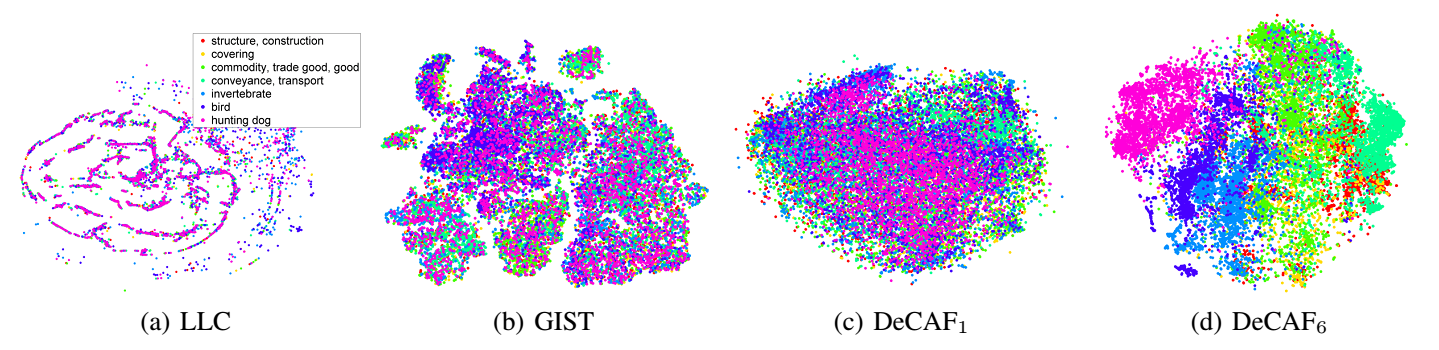 structure, construction
covering
commodity, trade good, good
conveyance, transport
invertebrate
bird
hunting dog
(a) LLC
(b) GIST
(c) DeCAF₁
(d) DeCAF₆